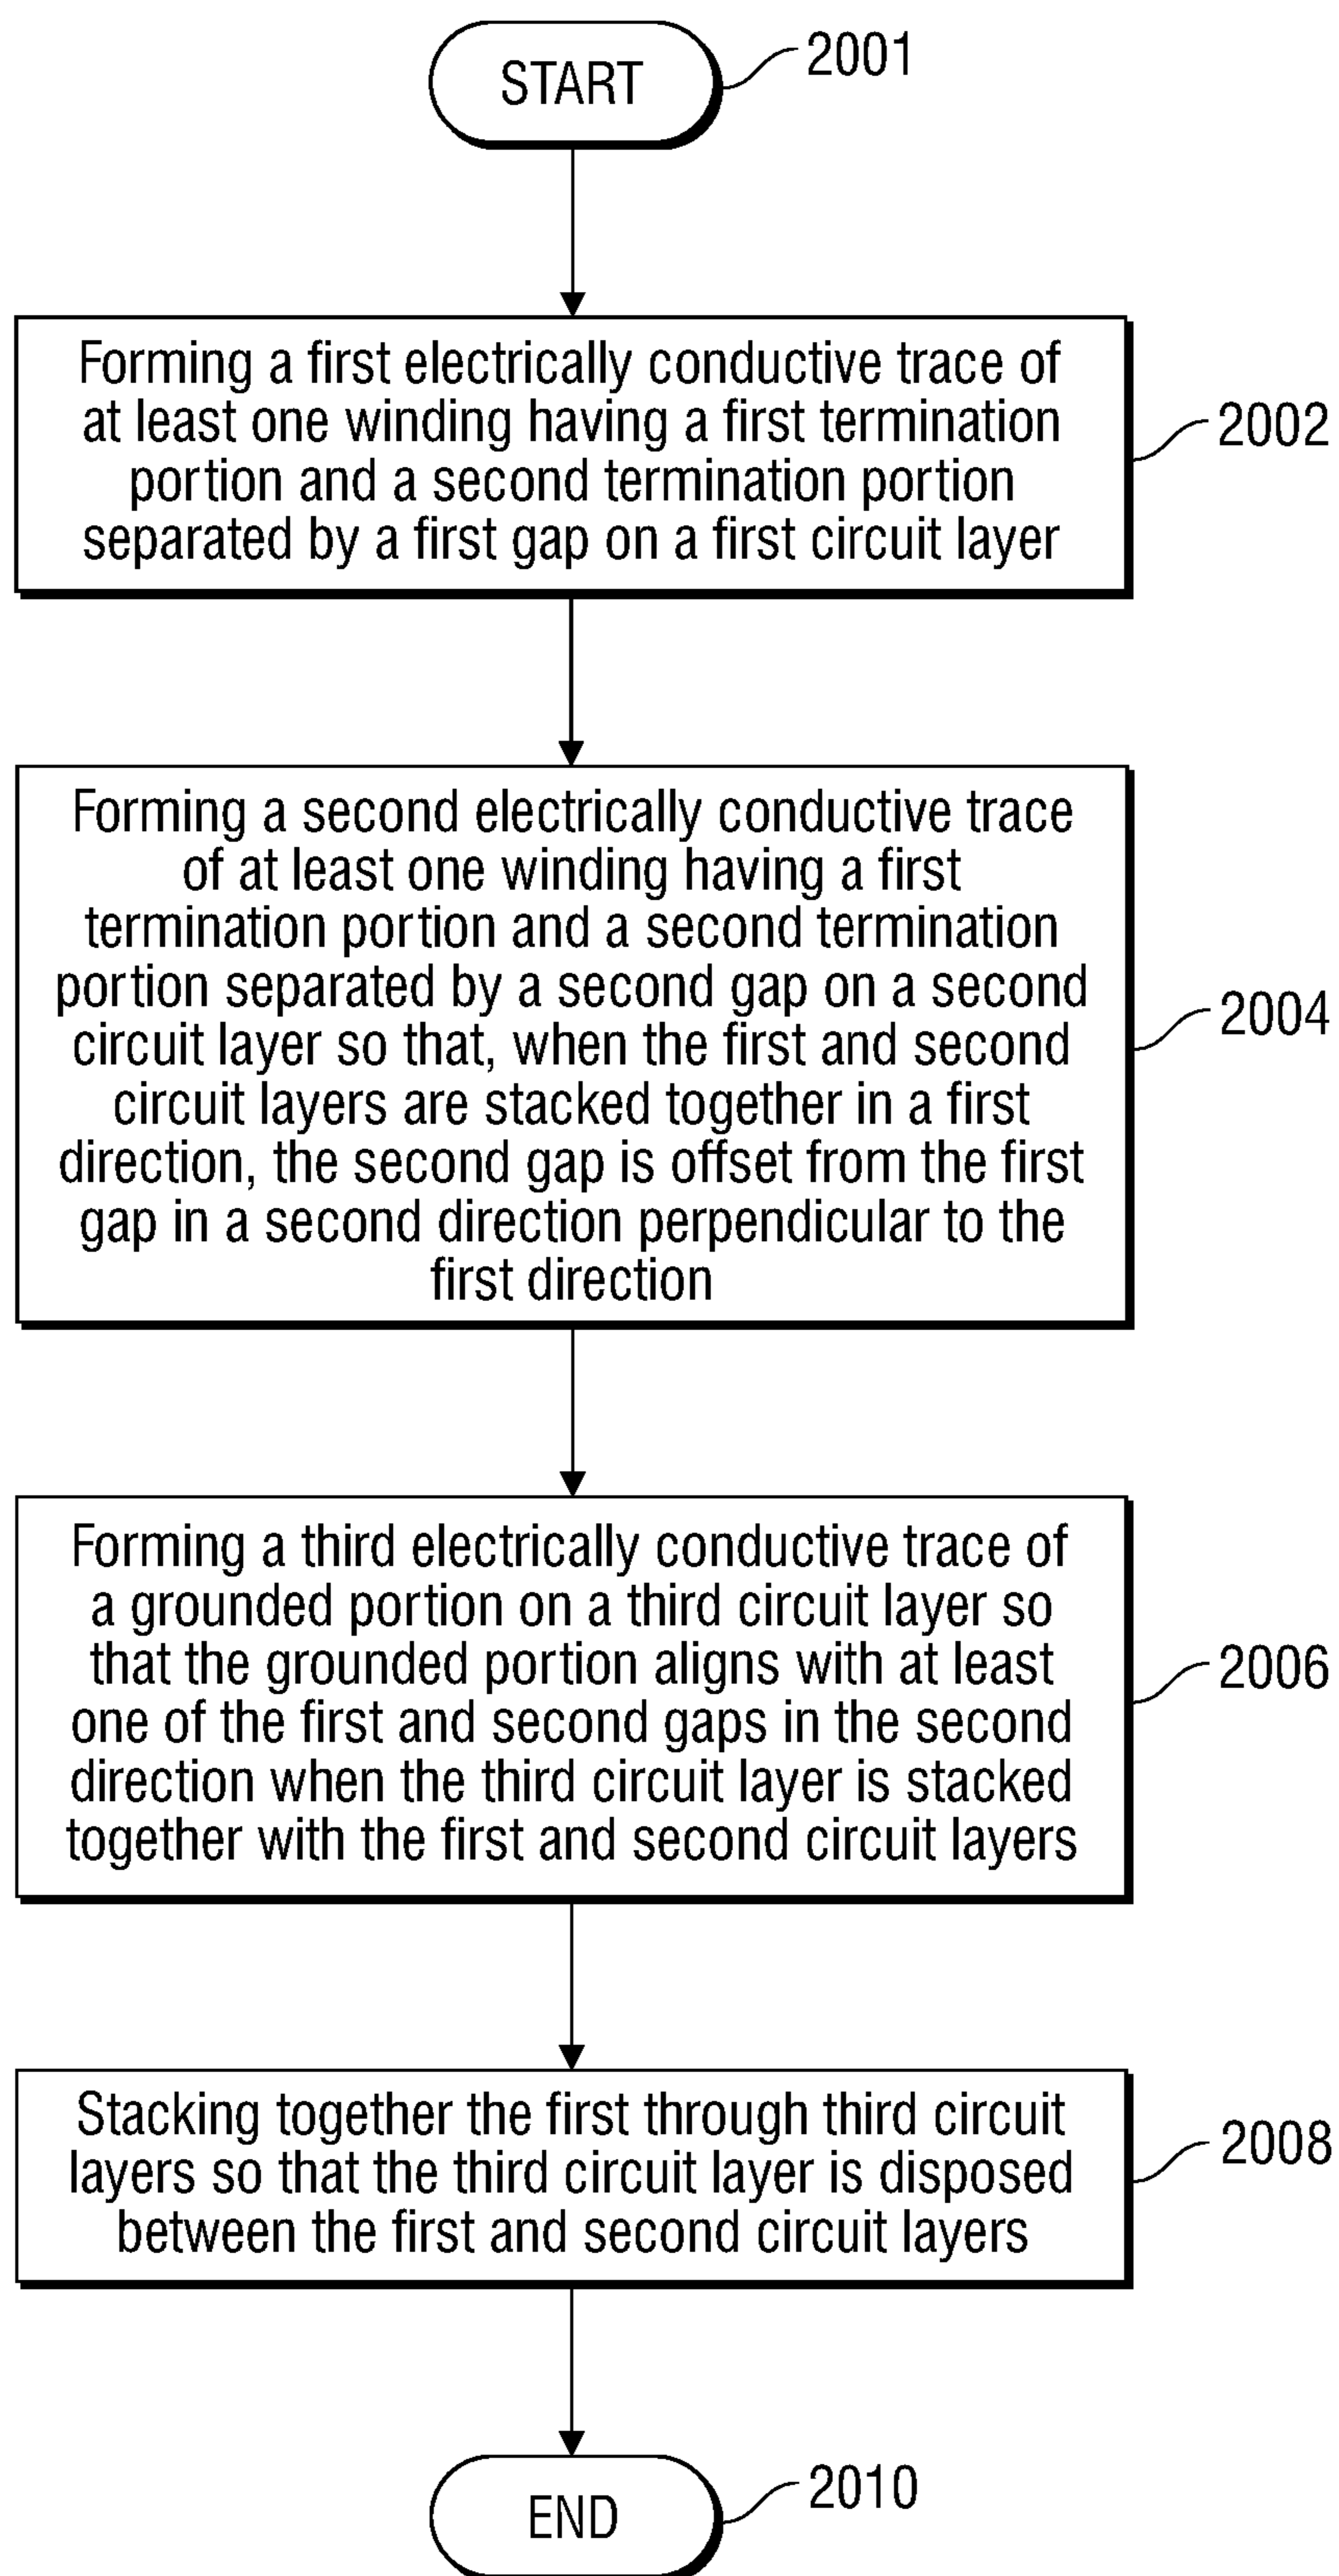 START
2001
Forming a first electrically conductive trace of
at least one winding having a first termination
portion and a second termination
separated by a first gap on a first circuit layer
2002
Forming a second electrically conductive trace
of at least one winding having a first
termination portion and a second termination
portion separated by a second gap on a second
circuit layer so that, when the first and second
circuit layers are stacked together in a first
direction, the second gap is offset from the first
gap in a second direction perpendicular to the
first direction
2004
Forming a third electrically conductive trace of
a grounded portion on a third circuit layer so
that the grounded portion aligns with at least
one of the first and second gaps in the second
direction when the third circuit layer is stacked
together with the first and second circuit layers
2006
Stacking together the first through third circuit
layers so that the third circuit layer is disposed
between the first and second circuit layers
2008
END
2010